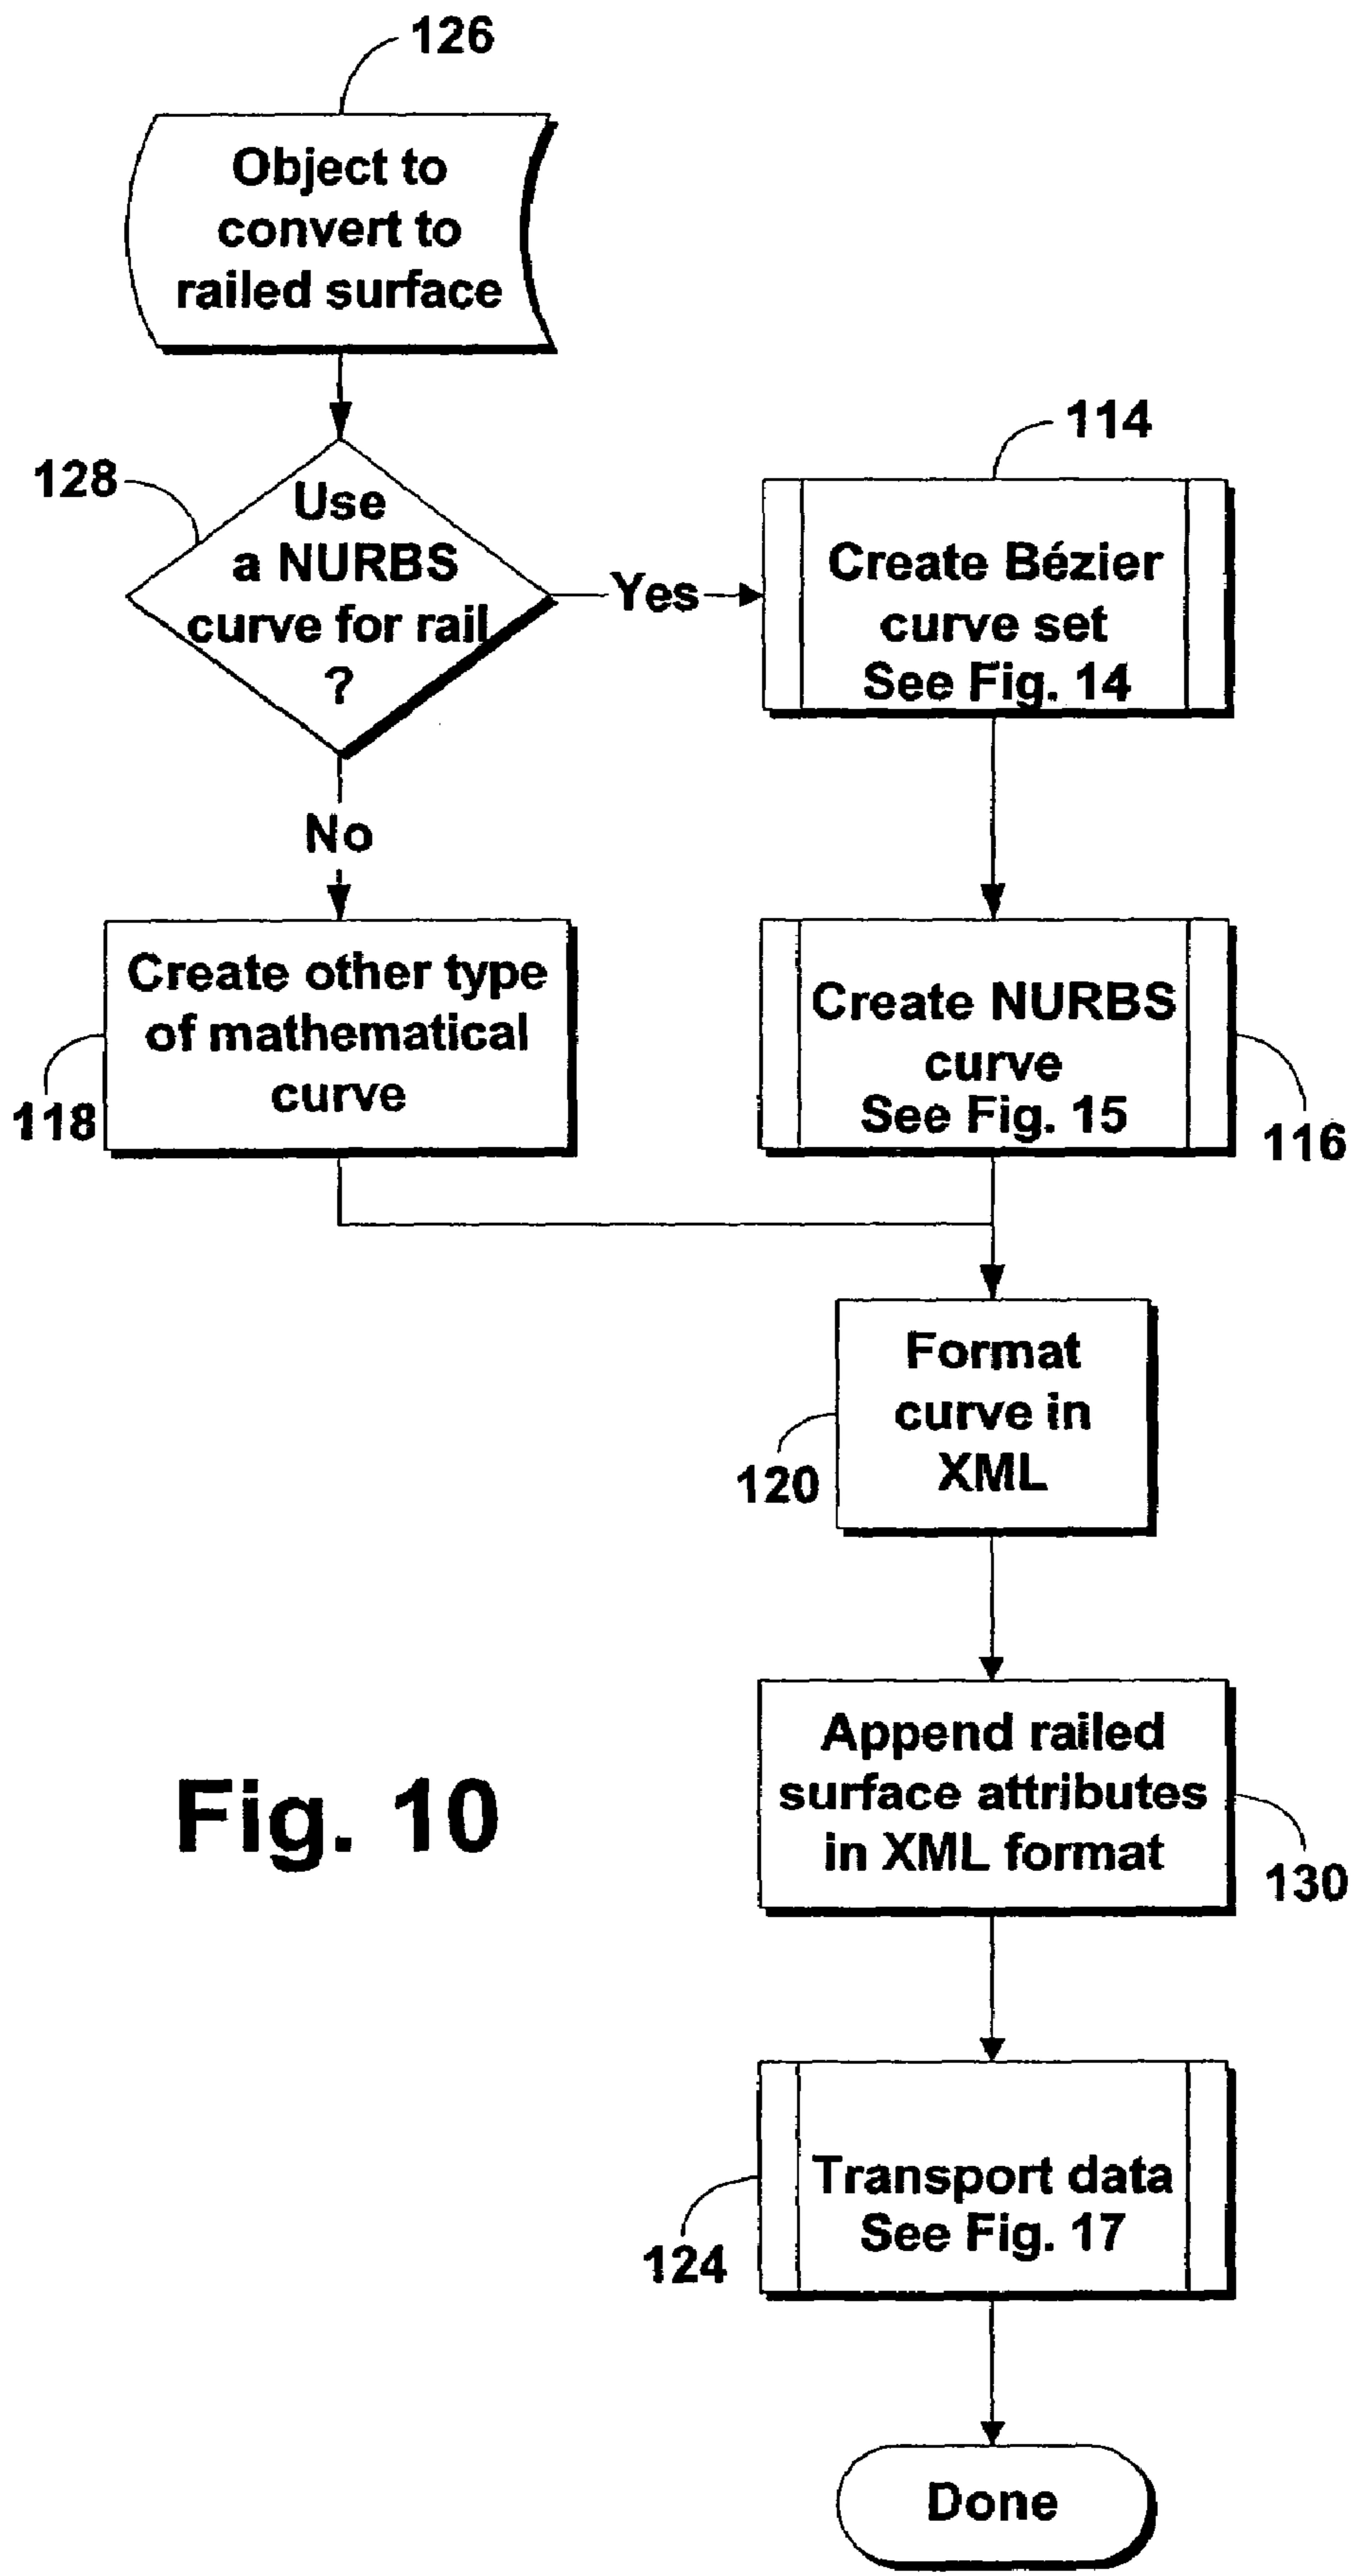 126
Object to
convert to
railed surface
128
Use
a NURBS
curve for rail
?
Yes
114
Create Bézier
curve set
See Fig. 14
No
118
Create other type
of mathematical
curve
Create NURBS
curve
See Fig. 15
116
Format
curve in
XML
120
Append railed
surface attributes
in XML format
130
Fig. 10
Transport data
See Fig. 17
124
Done